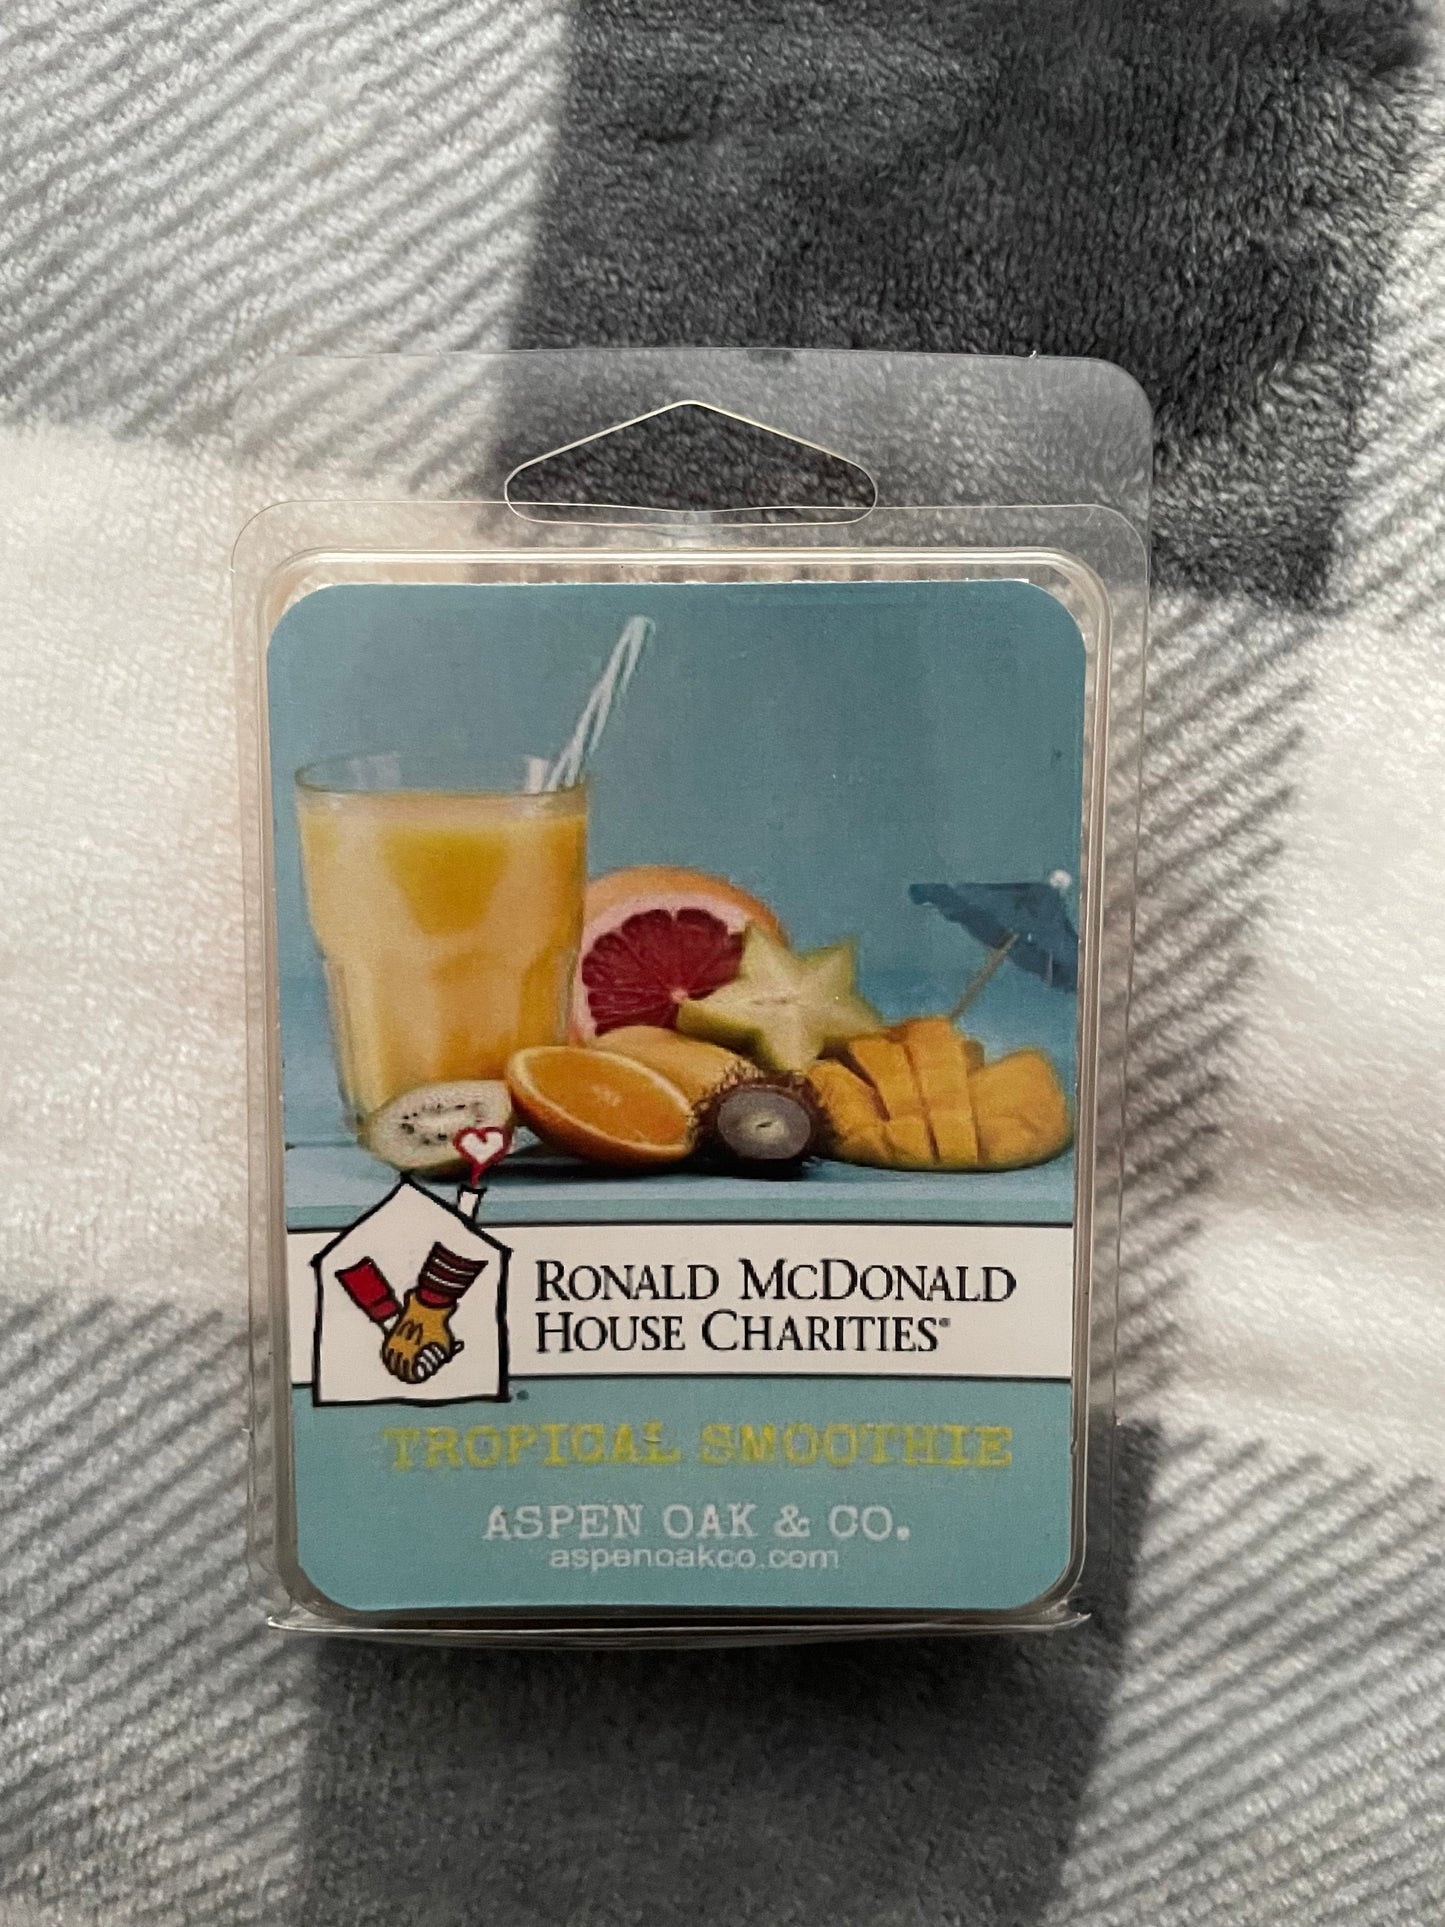 RONALD MCDONALD
HOUSE CHARITIES®
TROPICAL SMOOTHIE
ASPEN OAK & CO.
aspenoakco.com